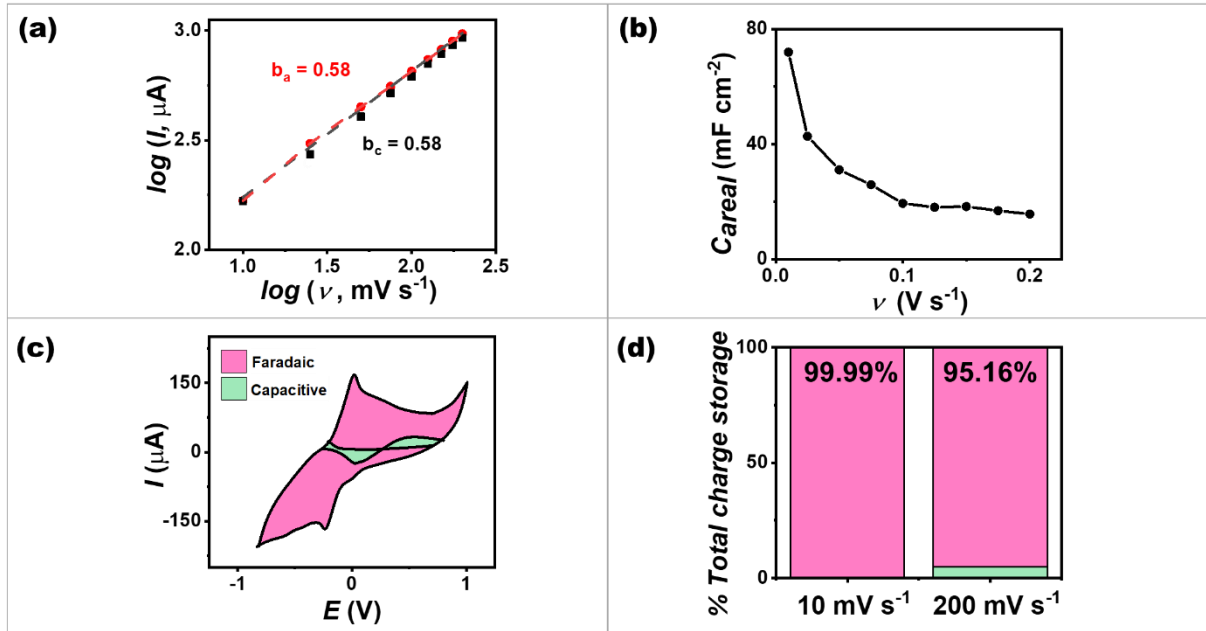 (a)
3.0
2.5
2.0
log (I, μA)
b_a = 0.58
b_c = 0.58
1.0 1.5 2.0 2.5
log (ν, mV s⁻¹)
(b)
80
40
0
C_areal (mF cm⁻²)
0.0 0.1 0.2
ν (V s⁻¹)
(c)
Faradaic
Capacitive
150
0
-150
I (μA)
-1 0 1
E (V)
(d)
100
50
0
% Total charge storage
99.99% 95.16%
10 mV s⁻¹ 200 mV s⁻¹